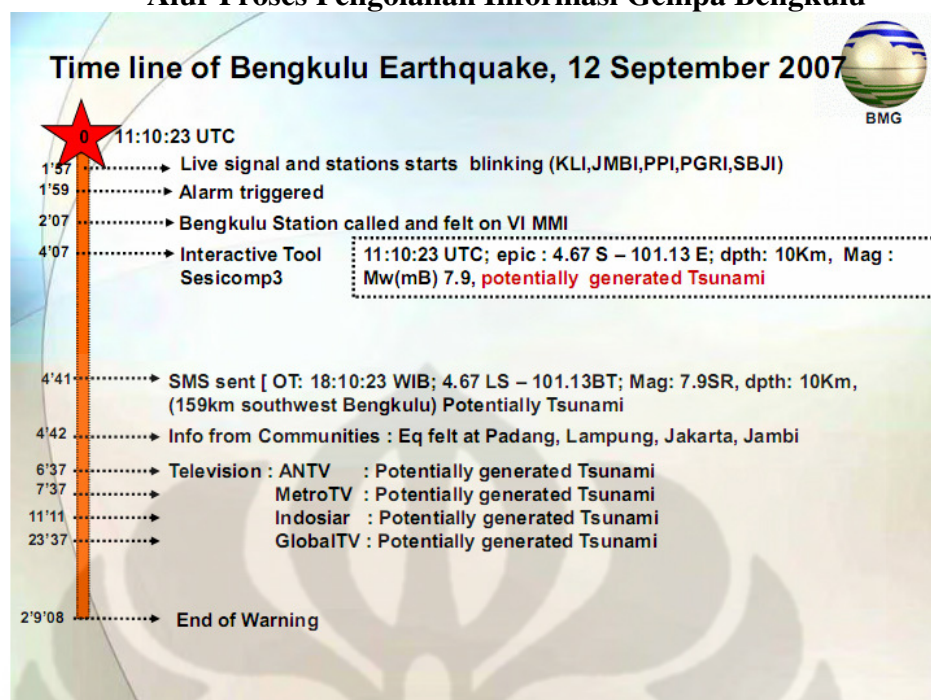 Alur Proses Pengolahan Informasi Gempa Bengkulu
Time line of Bengkulu Earthquake, 12 September 2007
BMG
0 11:10:23 UTC
1'57 Live signal and stations starts blinking (KLI,JMBI,PPI,PGRI,SBJI)
1'59 Alarm triggered
2'07 Bengkulu Station called and felt on VI MMI
4'07 Interactive Tool
Sesicomp3
11:10:23 UTC; epic : 4.67 S – 101.13 E; dpth: 10Km, Mag :
Mw(mB) 7.9, potentially generated Tsunami
4'41 SMS sent [ OT: 18:10:23 WIB; 4.67 LS – 101.13BT; Mag: 7.9SR, dpth: 10Km,
(159km southwest Bengkulu) Potentially Tsunami
4'42 Info from Communities : Eq felt at Padang, Lampung, Jakarta, Jambi
6'37 Television : ANTV : Potentially generated Tsunami
7'37 MetroTV : Potentially generated Tsunami
11'11 Indosiar : Potentially generated Tsunami
23'37 GlobalTV : Potentially generated Tsunami
2'9'08 End of Warning